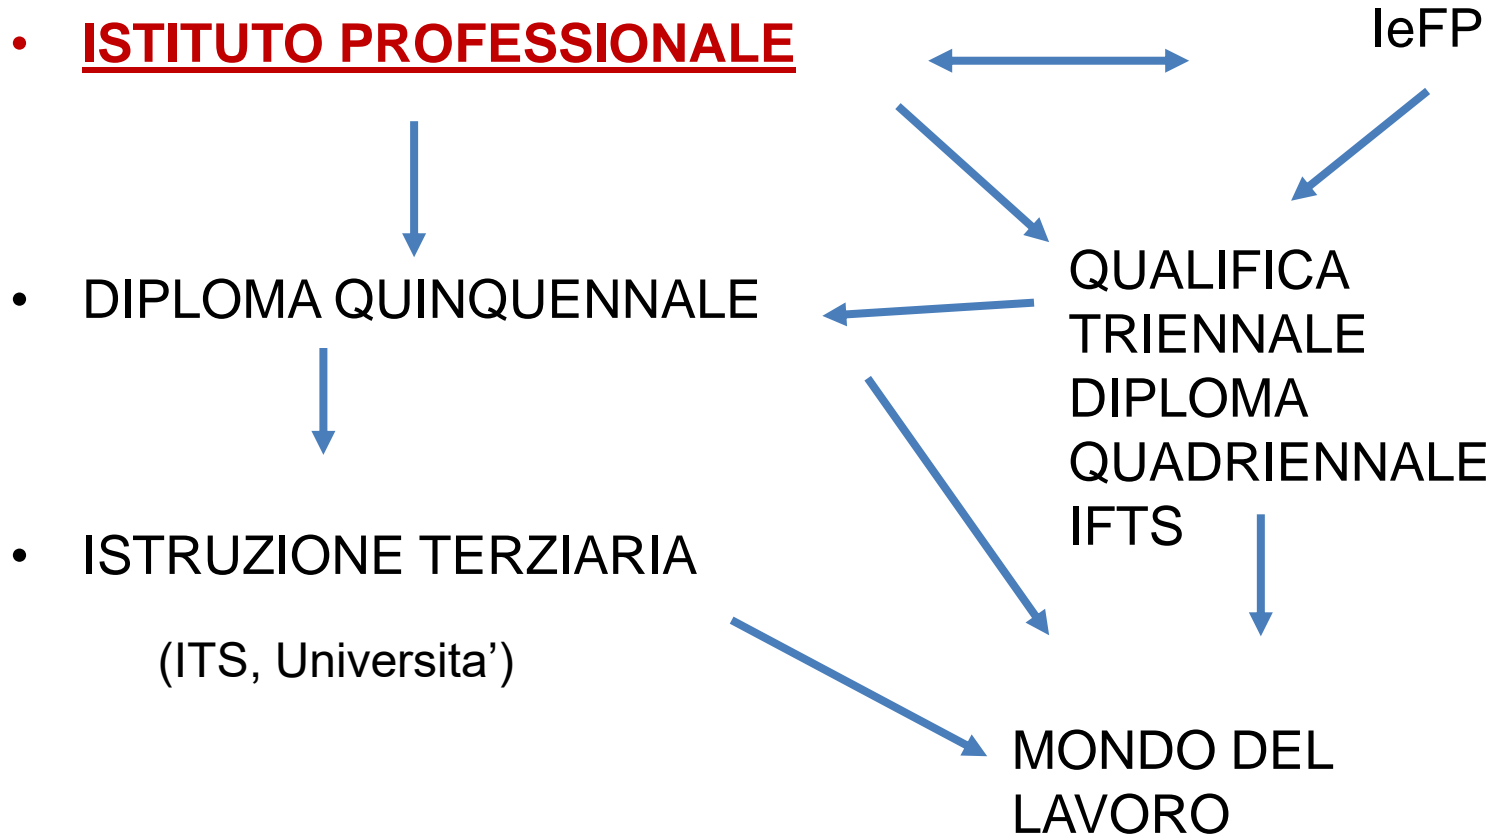 • ISTITUTO PROFESSIONALE
IeFP
• DIPLOMA QUINQUENNALE
QUALIFICA
TRIENNALE
DIPLOMA
QUADRIENNALE
IFTS
• ISTRUZIONE TERZIARIA
(ITS, Universita’)
MONDO DEL
LAVORO